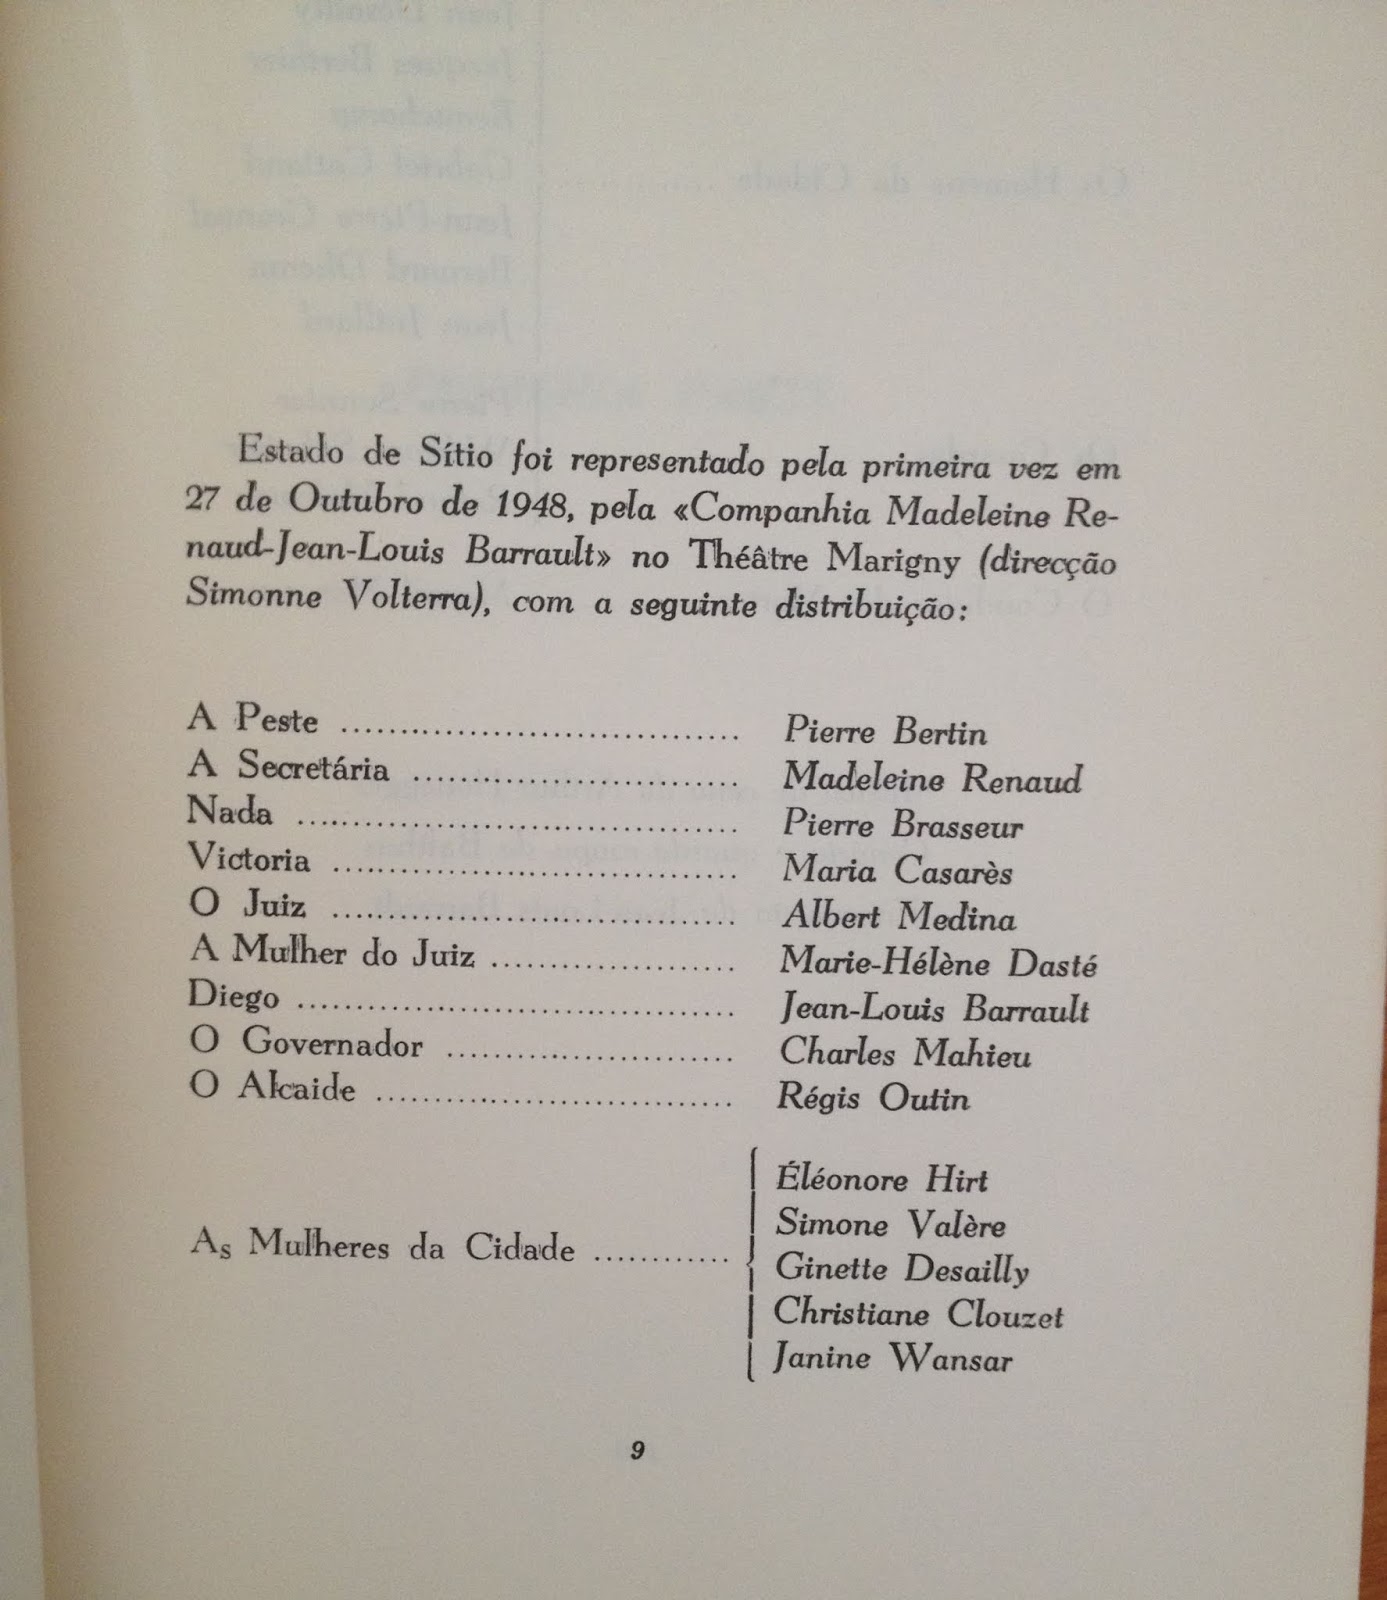 Estado de Sítio foi representado pela primeira vez em
27 de Outubro de 1948, pela «Companhia Madeleine Re-
naud-Jean-Louis Barrault» no Théâtre Marigny (direcção
Simonne Volterra), com a seguinte distribuição:
A Peste .................................. Pierre Bertin
A Secretária ............................ Madeleine Renaud
Nada ...................................... Pierre Brasseur
Victoria ................................... Maria Casarès
O Juiz ................................... Albert Medina
A Mulher do Juiz ..................... Marie-Hélène Dasté
Diego ..................................... Jean-Louis Barrault
O Governador ......................... Charles Mahieu
O Alcaide ............................... Régis Outin
Éléonore Hirt
Simone Valère
As Mulheres da Cidade ............ Ginette Desailly
Christiane Clouzet
Janine Wansar
9